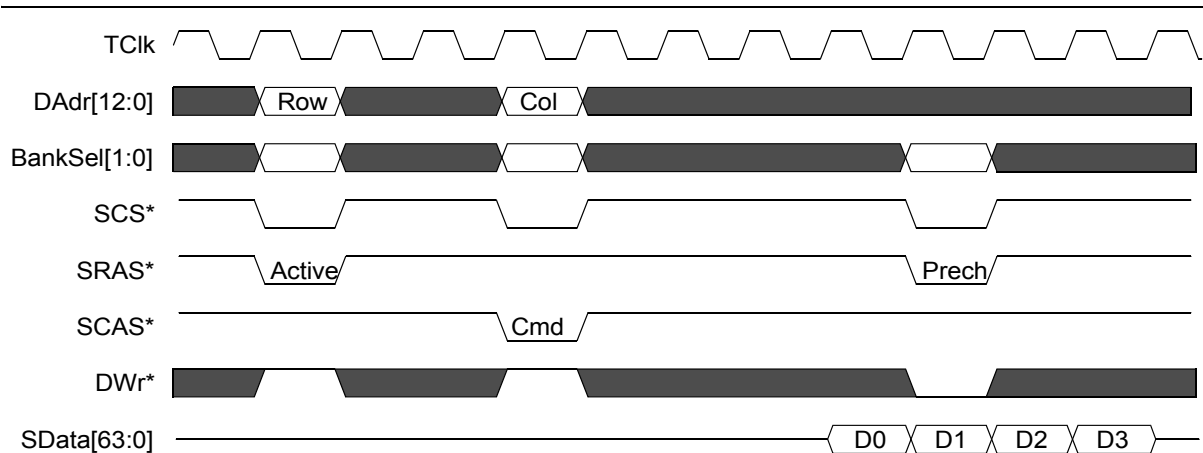 TClk
DAdr[12:0] Row Col
BankSel[1:0]
SCS*
SRAS* Active Prech
SCAS* Cmd
DWr*
SData[63:0] D0 D1 D2 D3